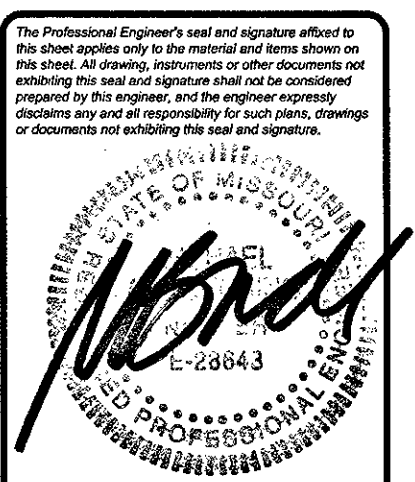 The Professional Engineer's seal and signature affixed to
this sheet applies only to the material and items shown on
this sheet. All drawing, instruments or other documents not
exhibiting this seal and signature shall not be considered
prepared by this engineer, and the engineer expressly
disclaims any and all responsibility for such plans, drawings
or documents not exhibiting this seal and signature.
STATE OF MISSOURI
E-28643
PROFESSIONAL